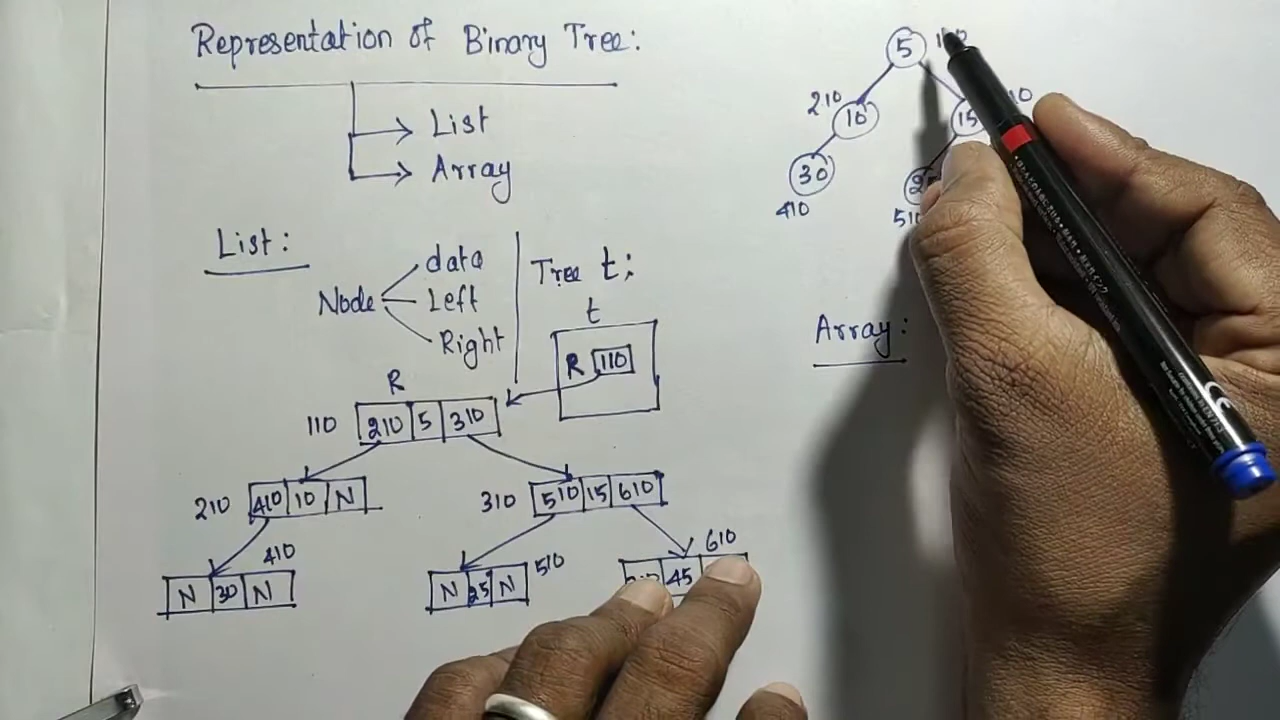 Representation of Binary Tree:
List
Array
List:
Node
data
Left
Right
Tree t;
t
R 110
R
110
210 5 310
210
410 10 N
310
510 15 610
410
N 30 N
510
N 25 N
610
45
5
210
10
15
30
410
Array: